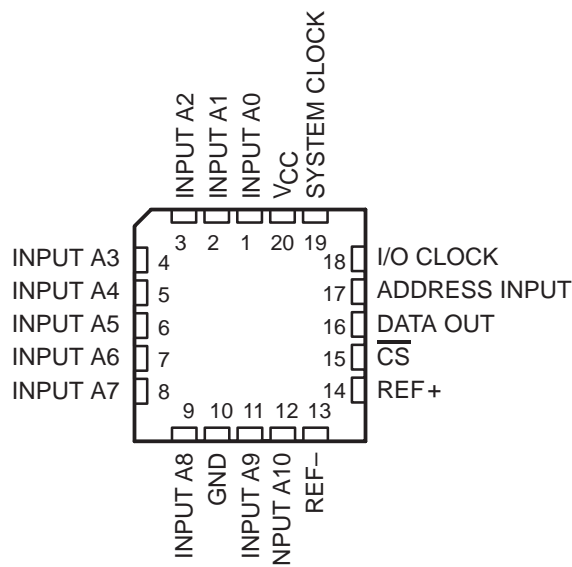 INPUT A2
INPUT A1
INPUT A0
VCC
SYSTEM CLOCK
3 2 1 20 19
INPUT A3 4
INPUT A4 5
INPUT A5 6
INPUT A6 7
INPUT A7 8
18 I/O CLOCK
17 ADDRESS INPUT
16 DATA OUT
15 CS
14 REF+
9 10 11 12 13
INPUT A8
GND
INPUT A9
NPUT A10
REF–